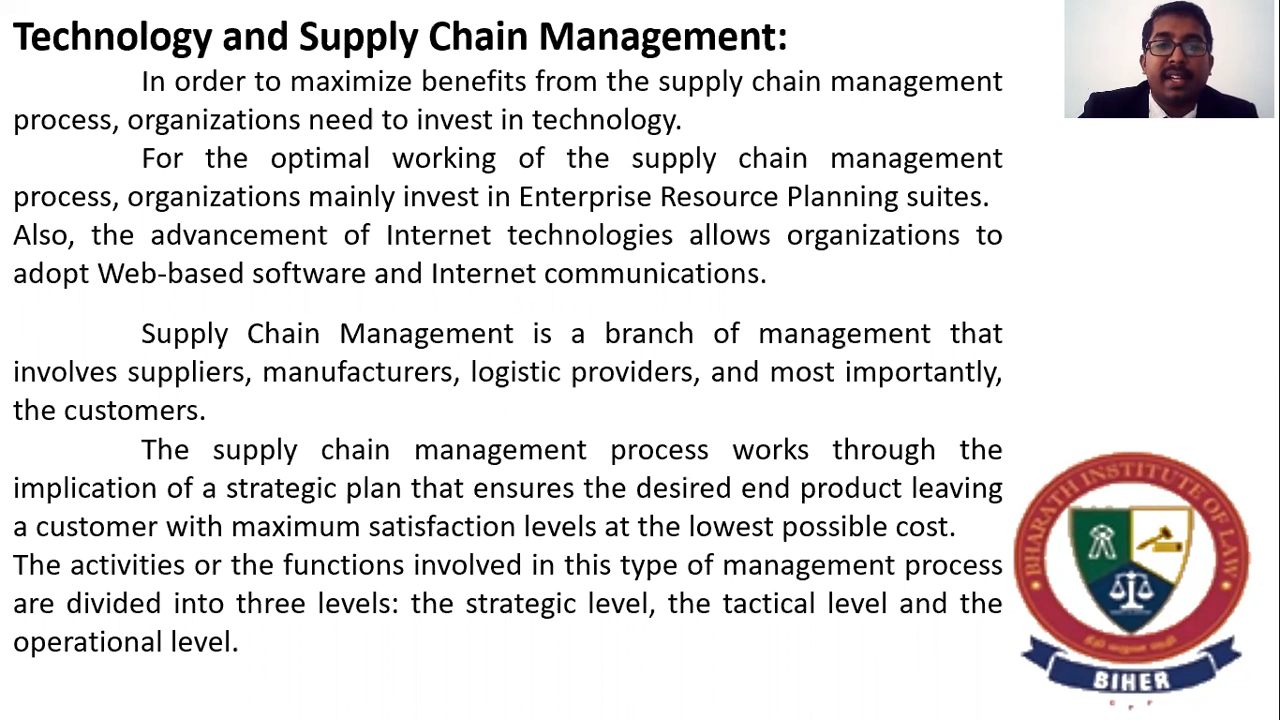 Technology and Supply Chain Management:
In order to maximize benefits from the supply chain management
process, organizations need to invest in technology.
For the optimal working of the supply chain management
process, organizations mainly invest in Enterprise Resource Planning suites.
Also, the advancement of Internet technologies allows organizations to
adopt Web-based software and Internet communications.
Supply Chain Management is a branch of management that
involves suppliers, manufacturers, logistic providers, and most importantly,
the customers.
The supply chain management process works through the
implication of a strategic plan that ensures the desired end product leaving
a customer with maximum satisfaction levels at the lowest possible cost.
The activities or the functions involved in this type of management process
are divided into three levels: the strategic level, the tactical level and the
operational level.
BHARATH INSTITUTE OF LAW
BIHER